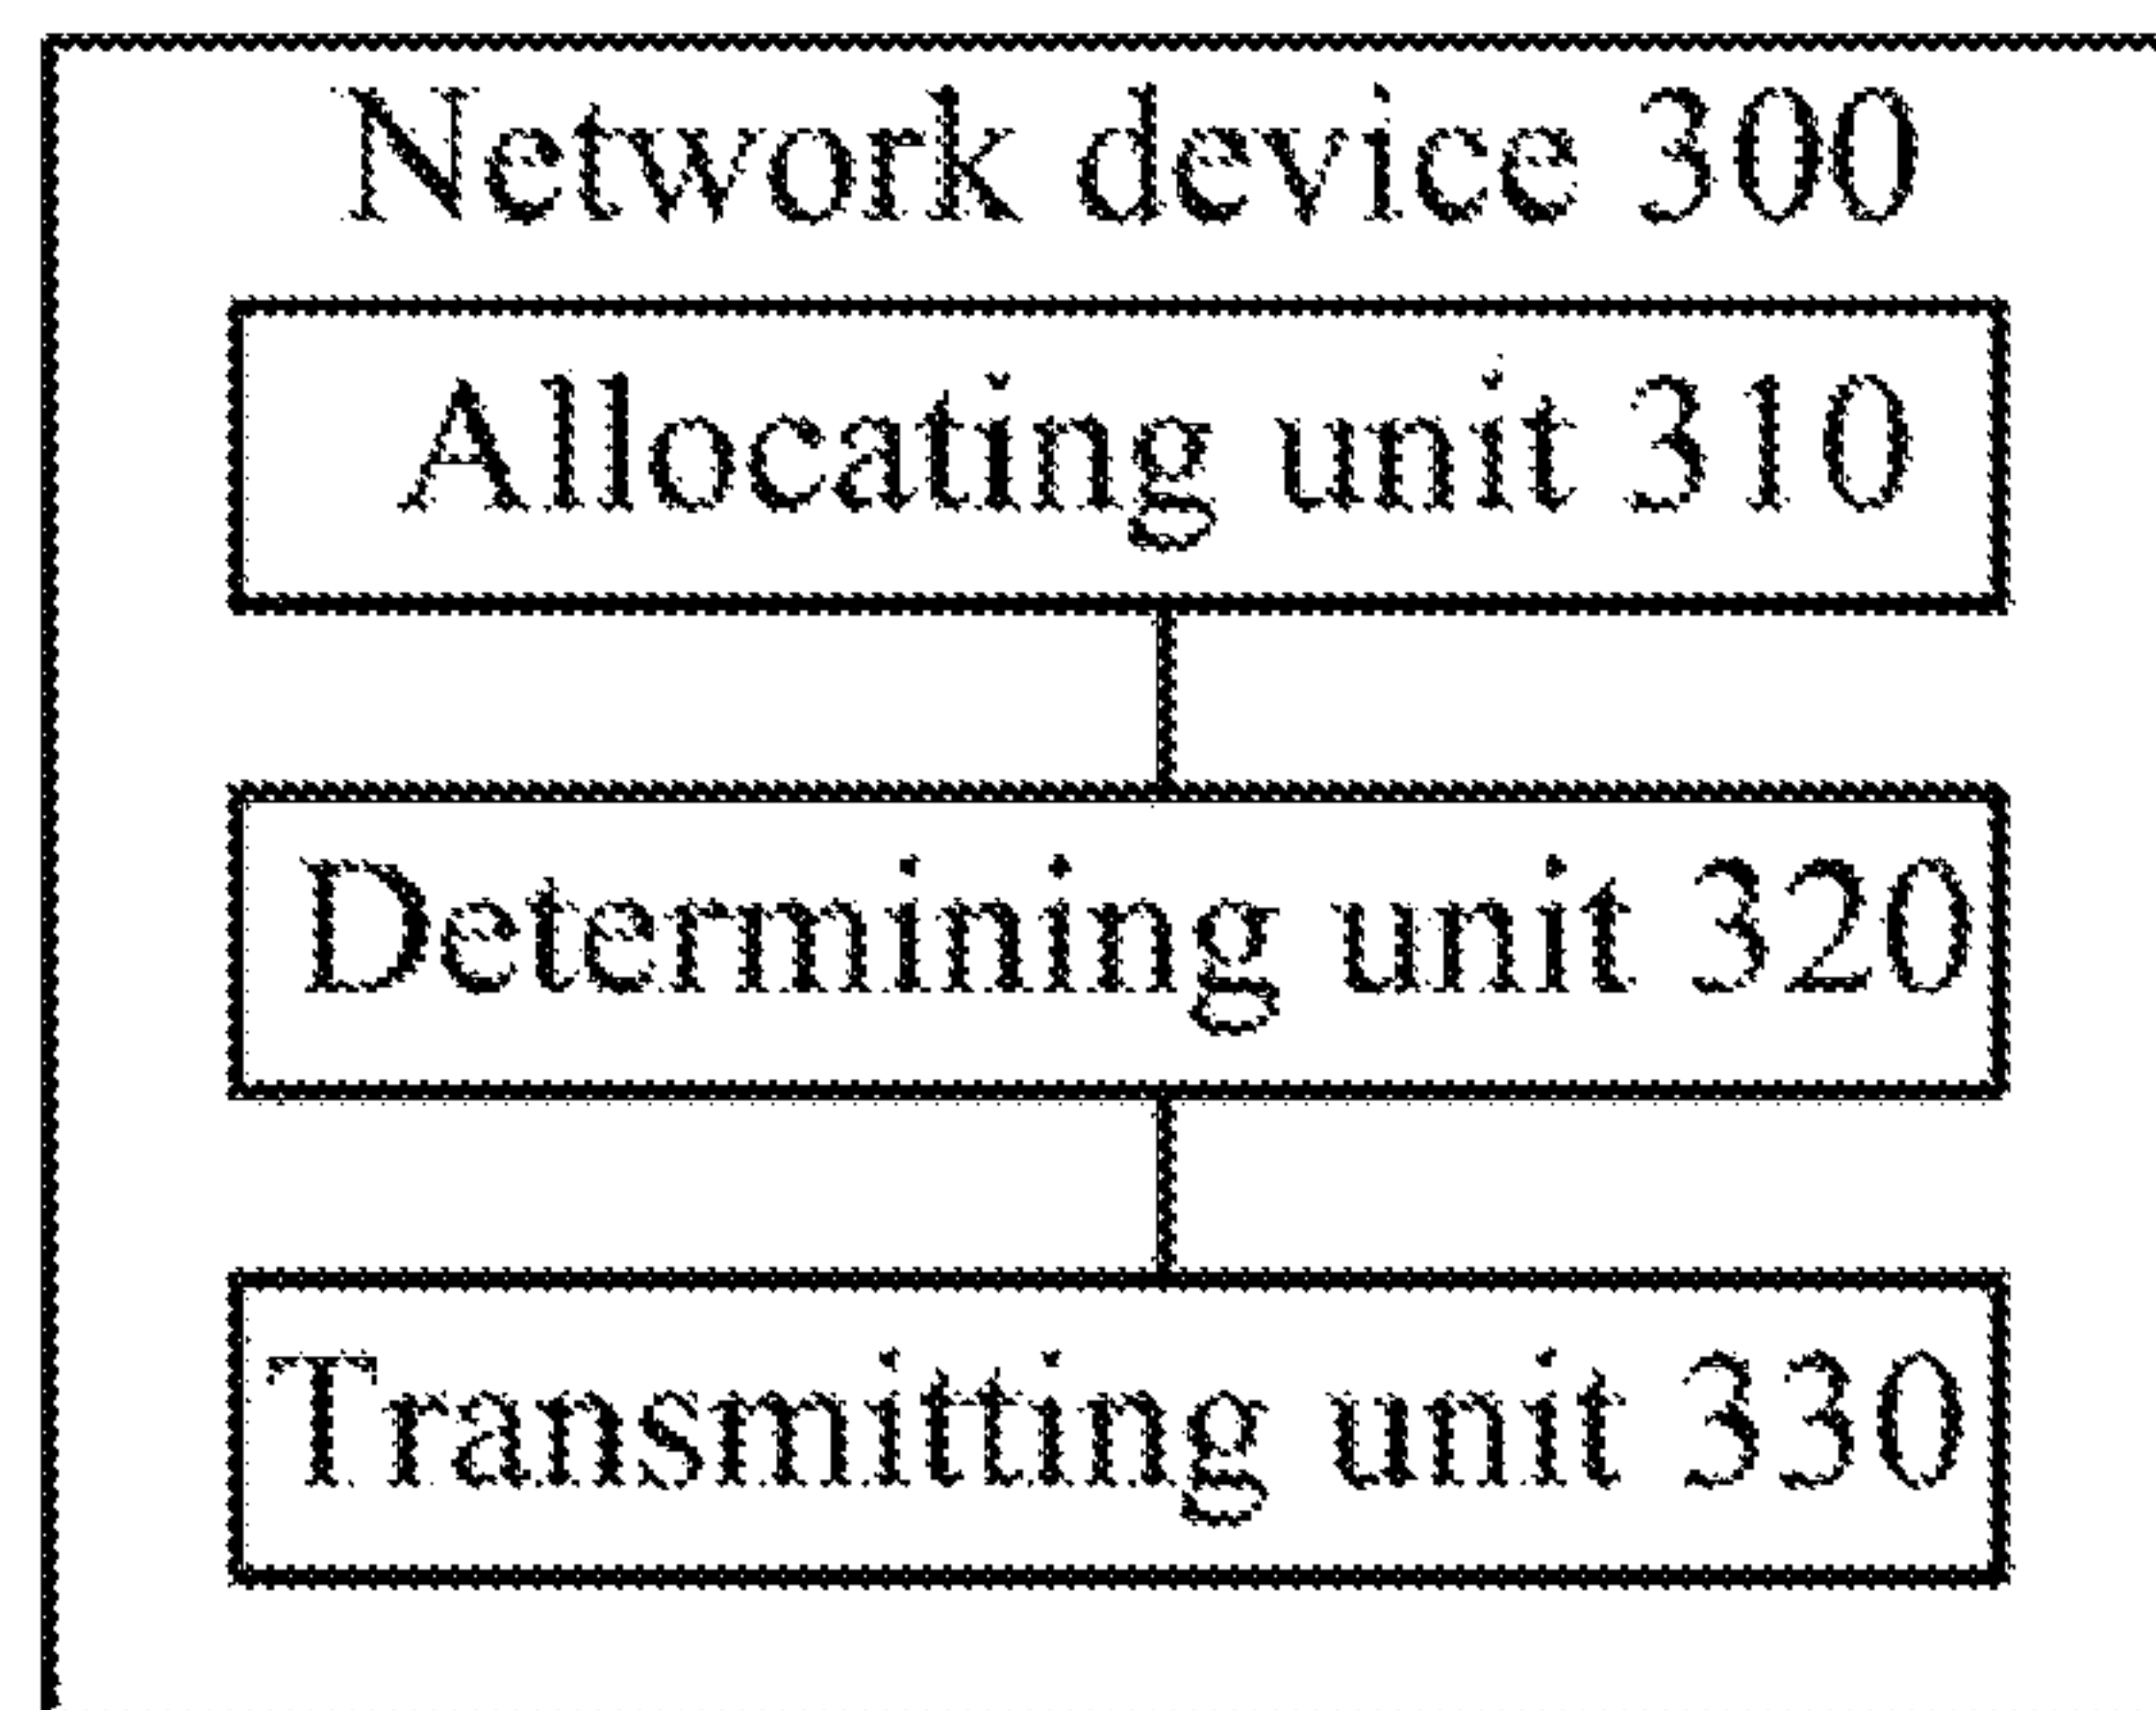 Network device 300
Allocating unit 310
Determining unit 320
Transmitting unit 330